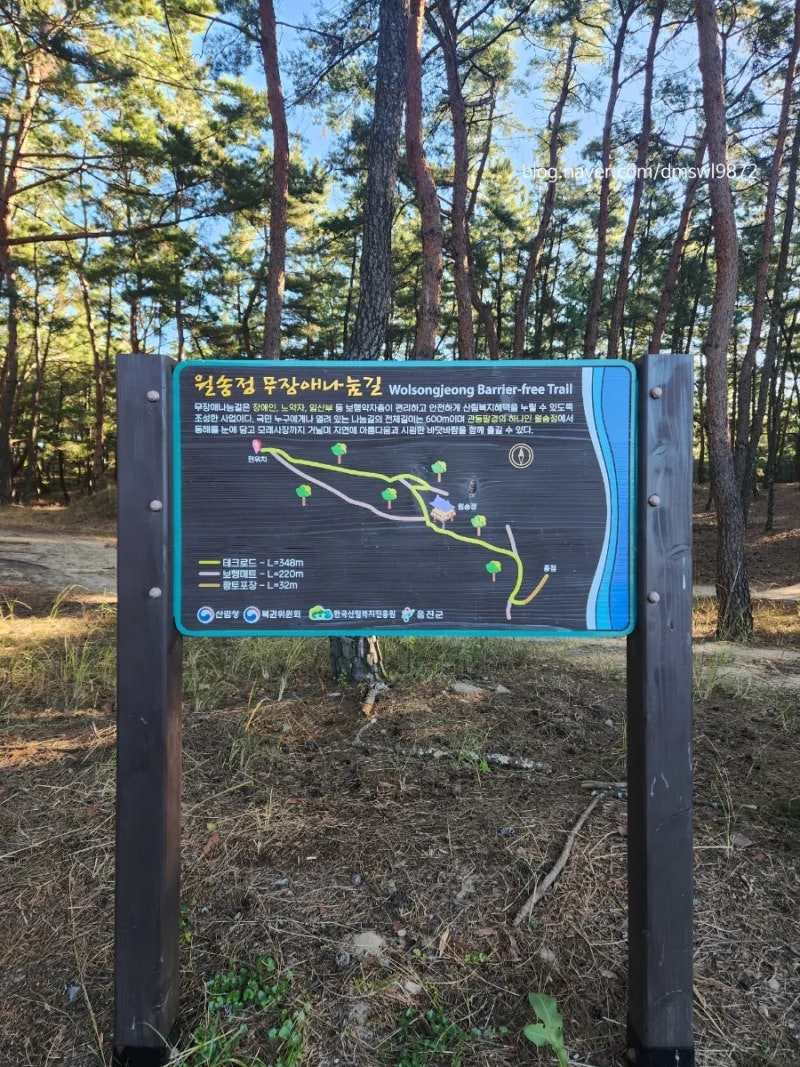 blog.naver.com/dmswl9872
월송정 무장애나눔길 Wolsongjeong Barrier-free Trail
무장애나눔길은 장애인, 노약자, 임산부 등 보행약자층이 편리하고 안전하게 산림복지혜택을 누릴 수 있도록
조성한 사업이다. 국민 누구에게나 열려 있는 나눔길의 전체길이는 600m이며 관동팔경의 하나인 월송정에서
동해를 눈에 담고 모래사장까지 거닐며 자연에 아름다움과 시원한 바닷바람을 함께 즐길 수 있다.
현위치
월송정
종점
데크로드 - L=348m
보행매트 - L=220m
황토포장 - L=32m
산림청 복권위원회 한국산림복지진흥원 울진군